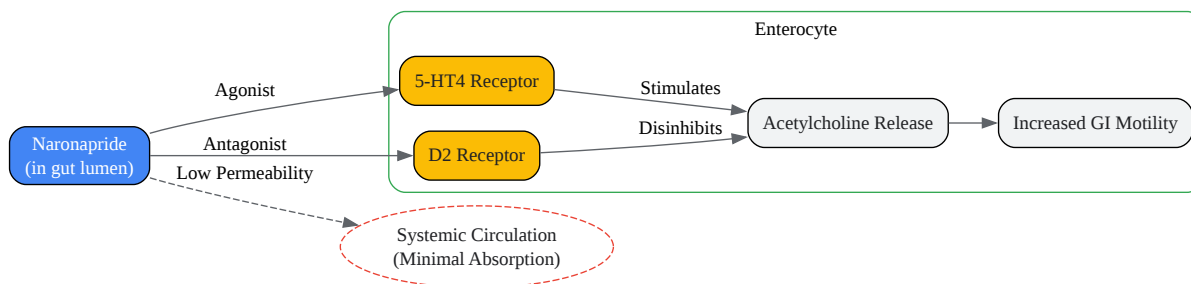 Enterocyte
5-HT4 Receptor
Agonist
Stimulates
Acetylcholine Release
Increased GI Motility
Naronapride
(in gut lumen)
Antagonist
Disinhibits
D2 Receptor
Low Permeability
Systemic Circulation
(Minimal Absorption)